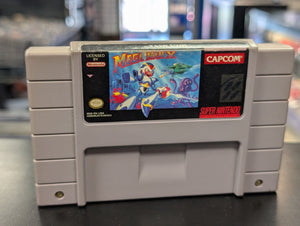 LICENSED
BY
Nintendo
MEGA MAN X
CAPCOM
SUPER NINTENDO